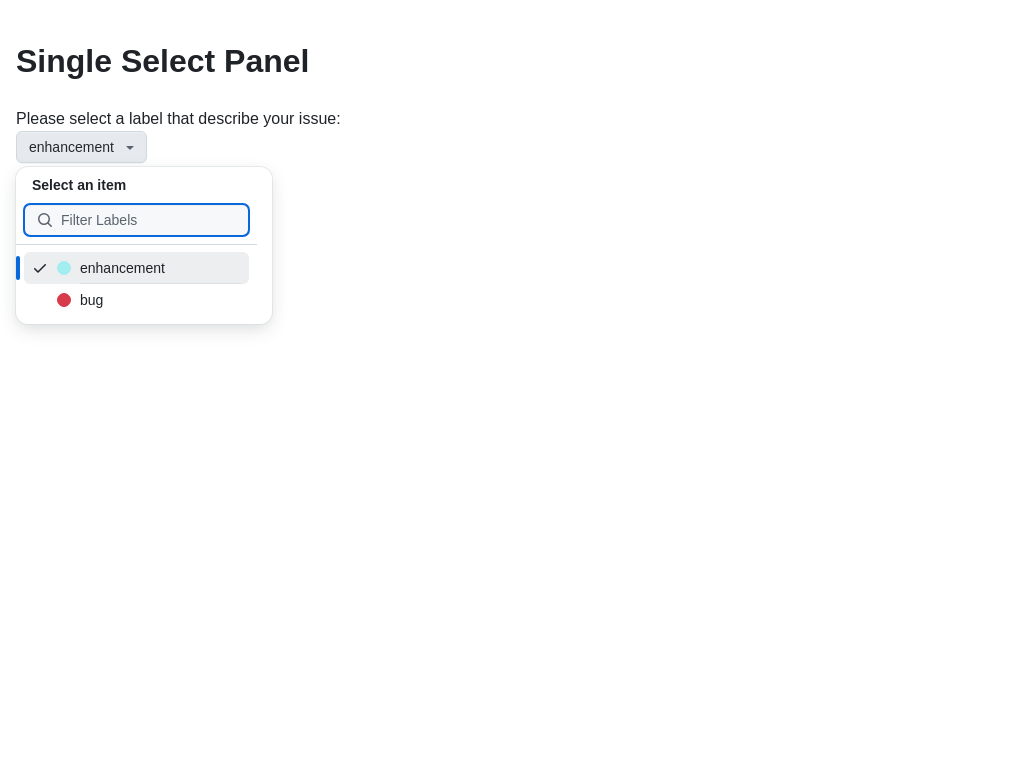 Single Select Panel
Please select a label that describe your issue:
enhancement
Select an item
Filter Labels
enhancement
bug